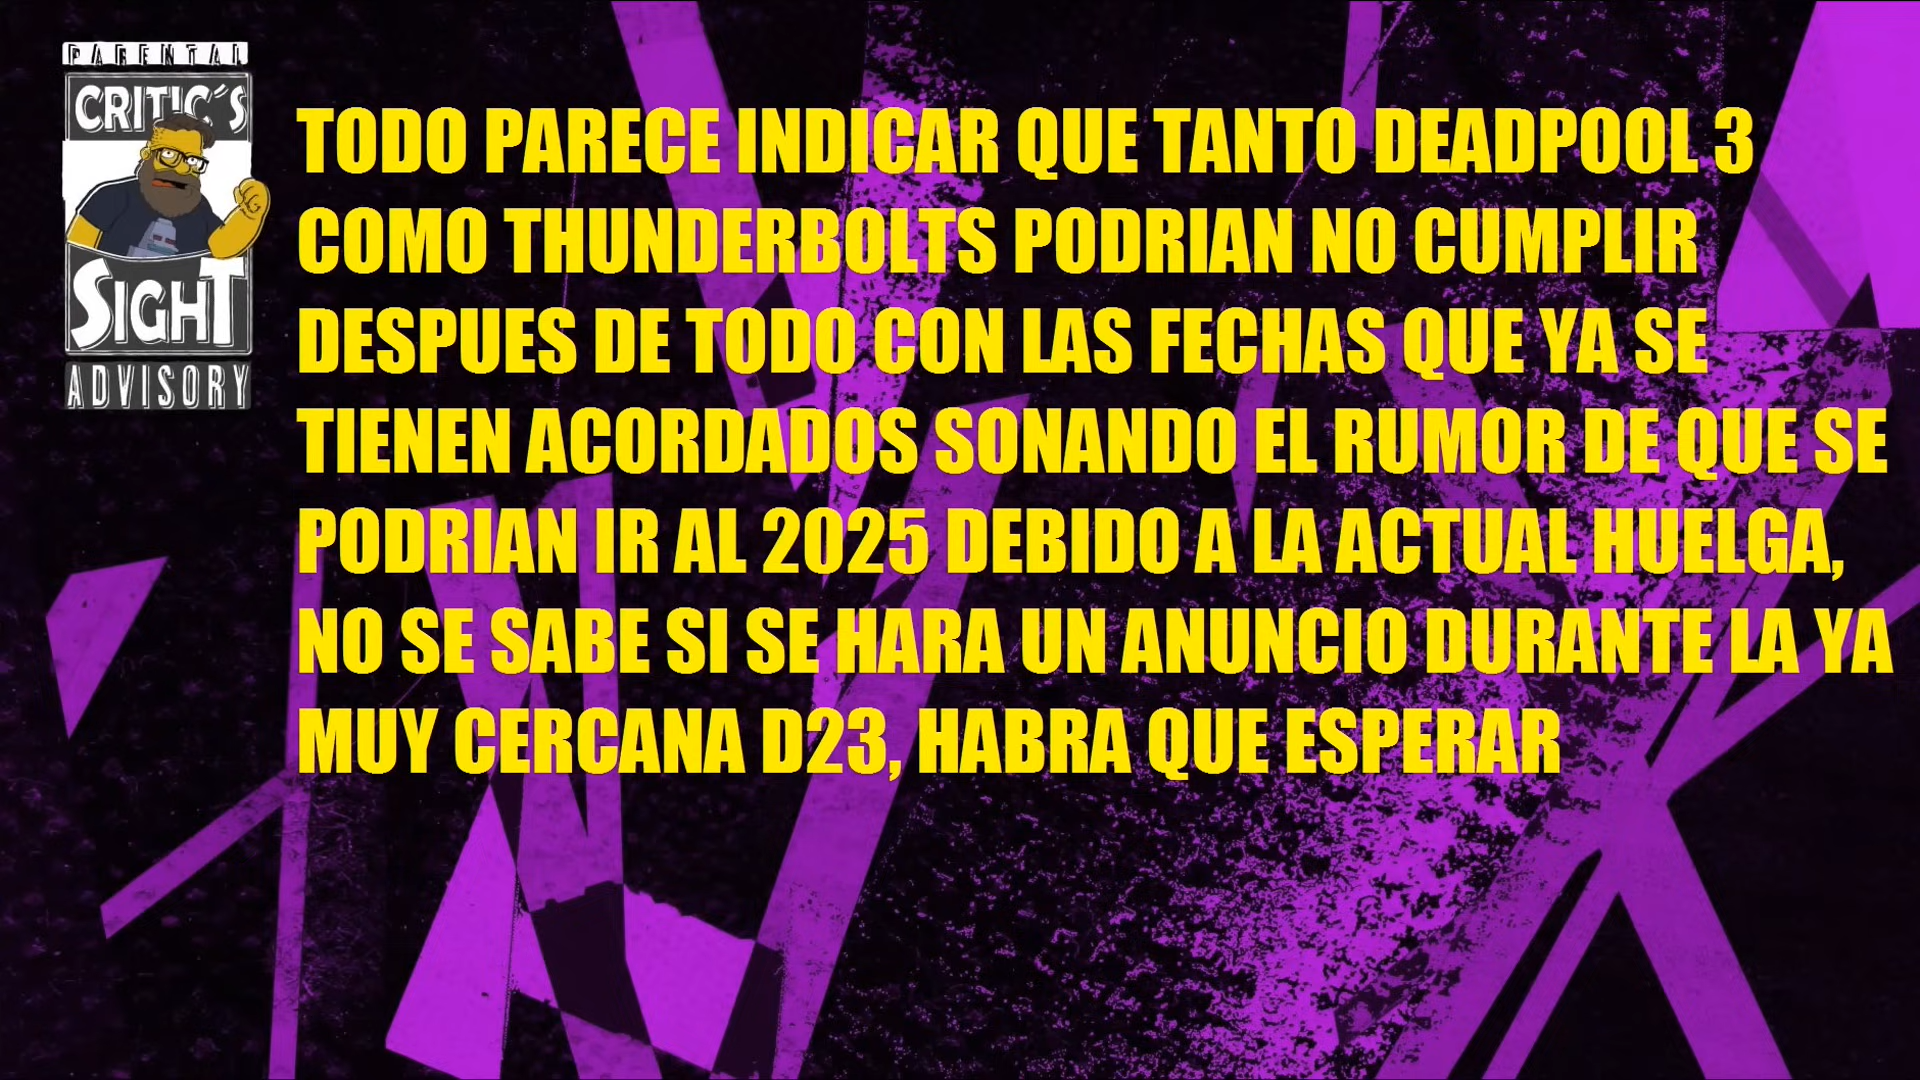 PARENTAL
CRITIC´S
SIGHT
ADVISORY
TODO PARECE INDICAR QUE TANTO DEADPOOL 3
COMO THUNDERBOLTS PODRIAN NO CUMPLIR
DESPUES DE TODO CON LAS FECHAS QUE YA SE
TIENEN ACORDADOS SONANDO EL RUMOR DE QUE SE
PODRIAN IR AL 2025 DEBIDO A LA ACTUAL HUELGA,
NO SE SABE SI SE HARA UN ANUNCIO DURANTE LA YA
MUY CERCANA D23, HABRA QUE ESPERAR